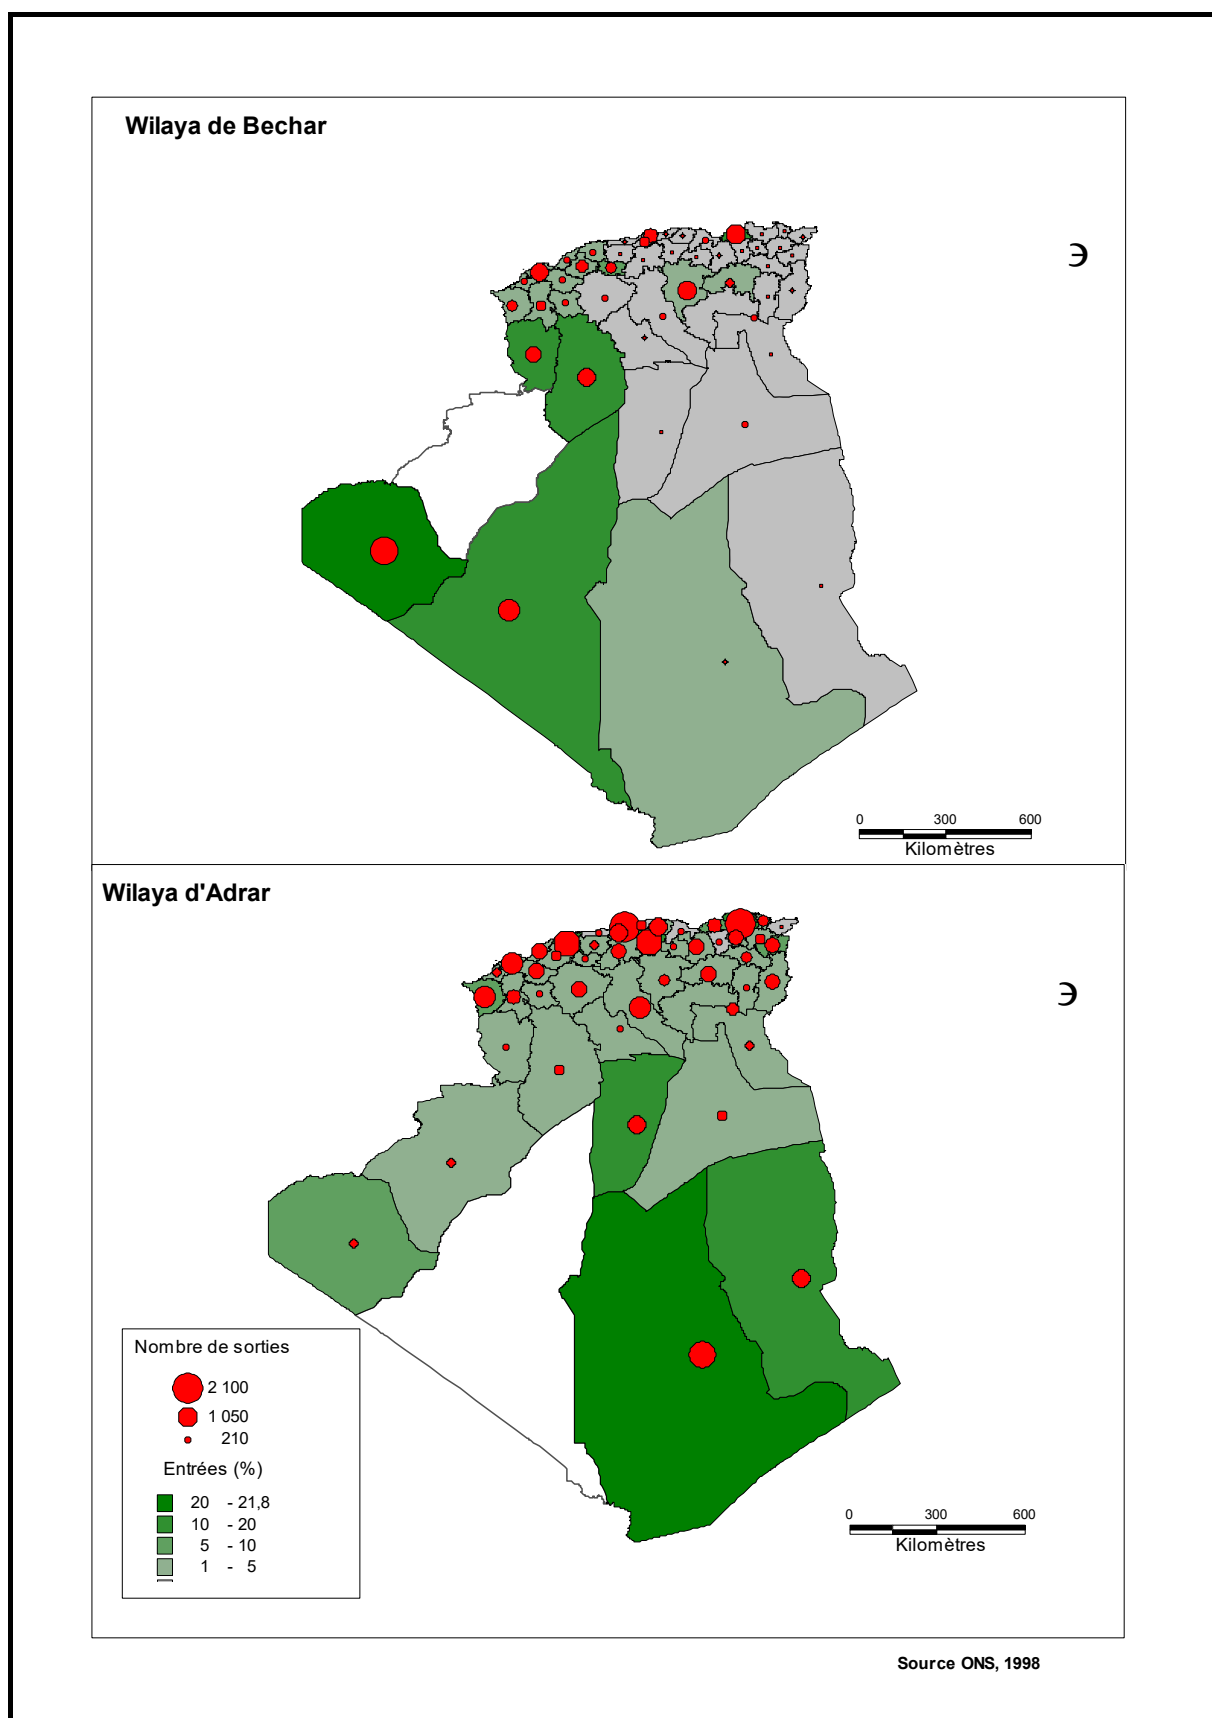 Wilaya de Bechar
϶
0 300 600
Kilomètres
Wilaya d'Adrar
϶
Nombre de sorties
2 100
1 050
210
Entrées (%)
20 - 21,8
10 - 20
5 - 10
1 - 5
0 300 600
Kilomètres
Source ONS, 1998